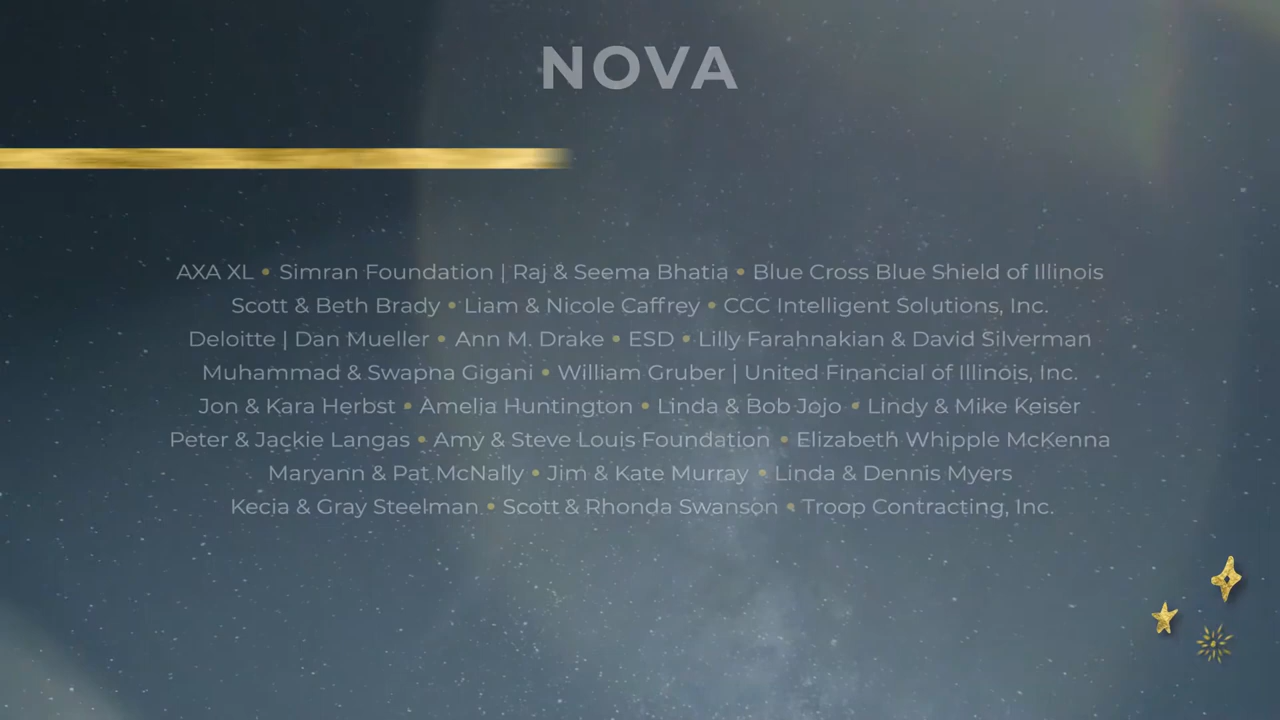 NOVA
AXA XL • Simran Foundation | Raj & Seema Bhatia • Blue Cross Blue Shield of Illinois
Scott & Beth Brady • Liam & Nicole Caffrey • CCC Intelligent Solutions, Inc.
Deloitte | Dan Mueller • Ann M. Drake • ESD • Lilly Farahnakian & David Silverman
Muhammad & Swapna Gigani • William Gruber | United Financial of Illinois, Inc.
Jon & Kara Herbst • Amelia Huntington • Linda & Bob Jojo • Lindy & Mike Keiser
Peter & Jackie Langas • Amy & Steve Louis Foundation • Elizabeth Whipple McKenna
Maryann & Pat McNally • Jim & Kate Murray • Linda & Dennis Myers
Kecia & Gray Steelman • Scott & Rhonda Swanson • Troop Contracting, Inc.